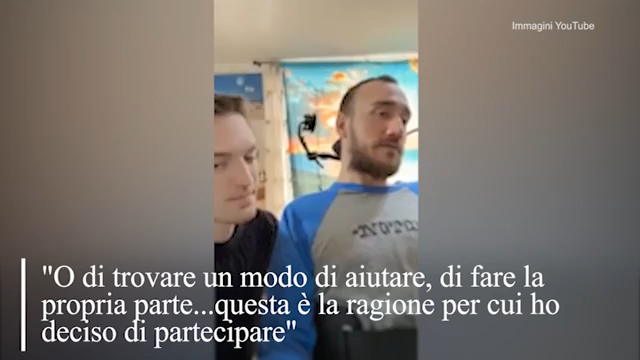 Immagini YouTube
"O di trovare un modo di aiutare, di fare la
propria parte...questa è la ragione per cui ho
deciso di partecipare"